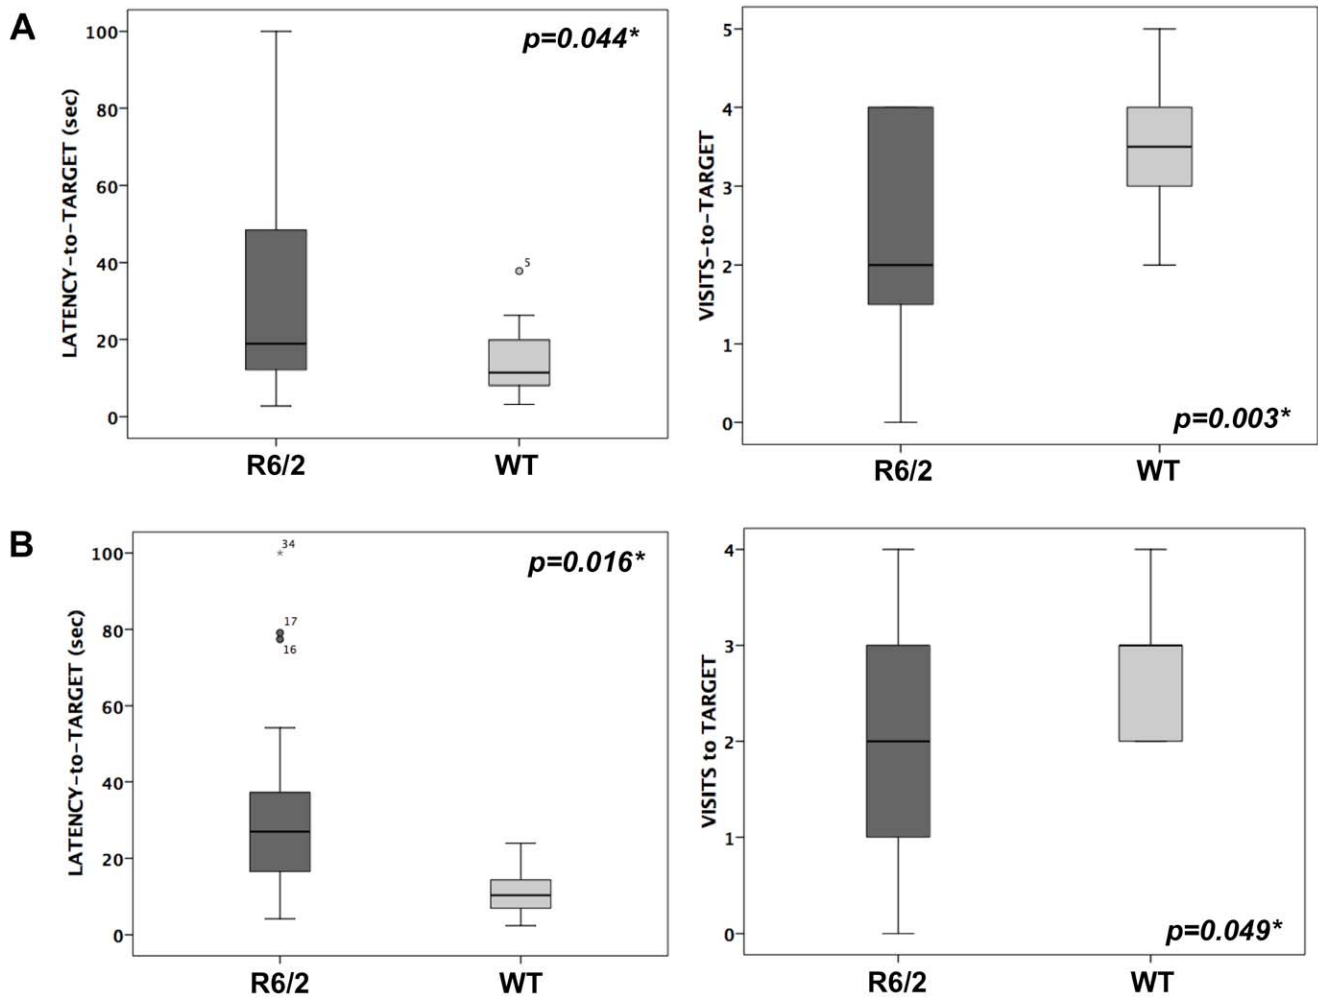 A
LATENCY-to-TARGET (sec)
100
80
60
40
20
0
p=0.044*
5
R6/2
WT
VISITS-to-TARGET
5
4
3
2
1
0
p=0.003*
R6/2
WT
B
LATENCY-to-TARGET (sec)
100
80
60
40
20
0
34
17
16
p=0.016*
R6/2
WT
VISITS to TARGET
4
3
2
1
0
p=0.049*
R6/2
WT